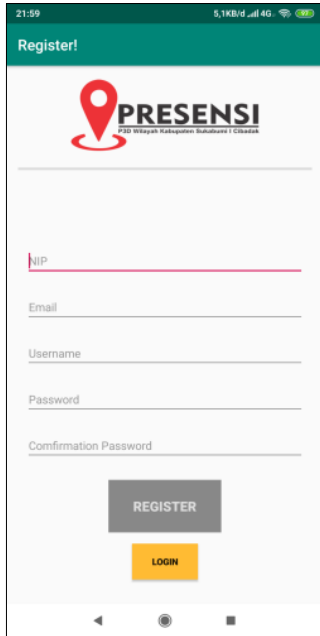 21:59 5,1KB/d 4G 97
Register!
PRESENSI
P3D Wilayah Kabupaten Sukabumi I Cibadak
NIP
Email
Username
Password
Comfirmation Password
REGISTER
LOGIN